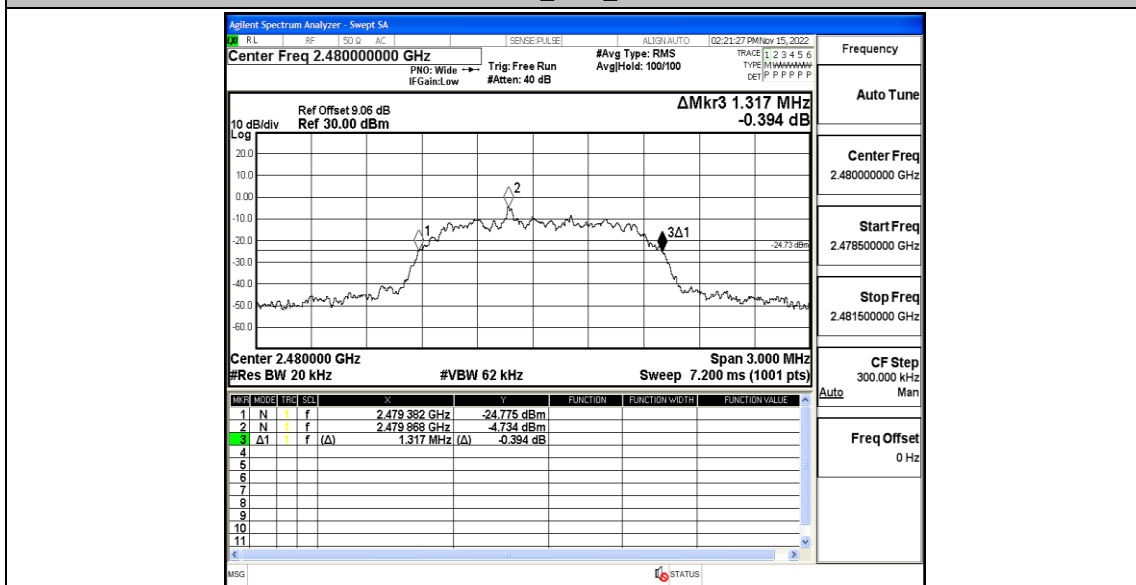 Agilent Spectrum Analyzer - Swept SA
RL RF 50 Ω AC SENSE:PULSE ALIGN AUTO 02:21:27 PM Nov 15, 2022
Center Freq 2.480000000 GHz
PNO: Wide
IFGain:Low
Trig: Free Run
#Atten: 40 dB
#Avg Type: RMS
Avg|Hold: 100/100
TRACE 1 2 3 4 5 6
TYPE M
DET P P P P P P
Frequency
Auto Tune
Center Freq
2.480000000 GHz
Start Freq
2.478500000 GHz
Stop Freq
2.481500000 GHz
CF Step
300.000 kHz
Auto Man
Freq Offset
0 Hz
ΔMkr3 1.317 MHz
-0.394 dB
Ref Offset 9.06 dB
10 dB/div Ref 30.00 dBm
Log
20.0
10.0
0.00
-10.0
-20.0
-30.0
-40.0
-50.0
-60.0
1
2
3Δ1
-24.73 dBm
Center 2.480000 GHz Span 3.000 MHz
#Res BW 20 kHz #VBW 62 kHz Sweep 7.200 ms (1001 pts)
MKR MODE TRC SCL X Y FUNCTION FUNCTION WIDTH FUNCTION VALUE
1 N 1 f 2.479 382 GHz -24.775 dBm
2 N 1 f 2.479 868 GHz -4.734 dBm
3 Δ1 1 f (Δ) 1.317 MHz (Δ) -0.394 dB
4
5
6
7
8
9
10
11
MSG STATUS